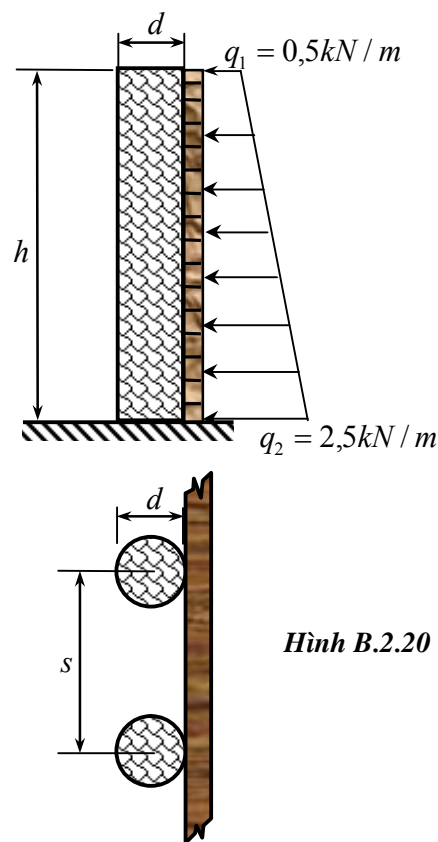 d
q₁ = 0,5kN / m
h
q₂ = 2,5kN / m
d
s
Hình B.2.20